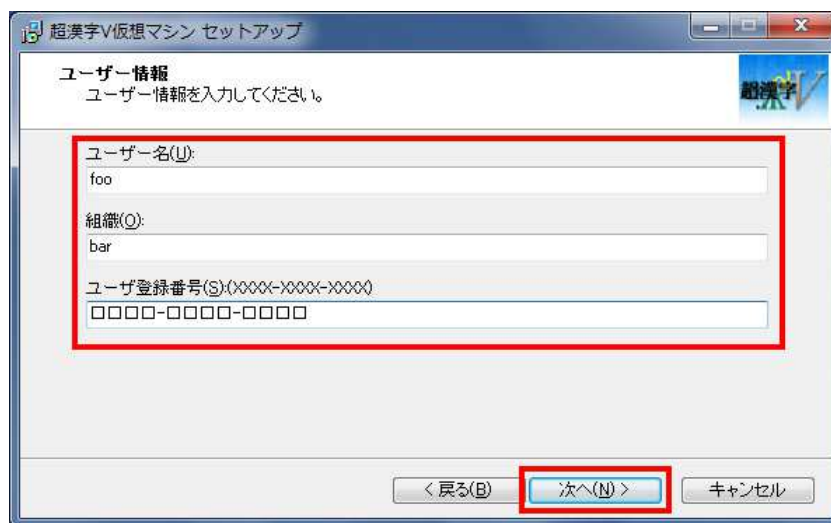 超漢字V仮想マシン セットアップ
ユーザー情報
ユーザー情報を入力してください。
超漢字V
ユーザー名(U):
foo
組織(O):
bar
ユーザ登録番号(S):(XXXX-XXXX-XXXX)
□□□□-□□□□-□□□□
< 戻る(B)
次へ(N) >
キャンセル